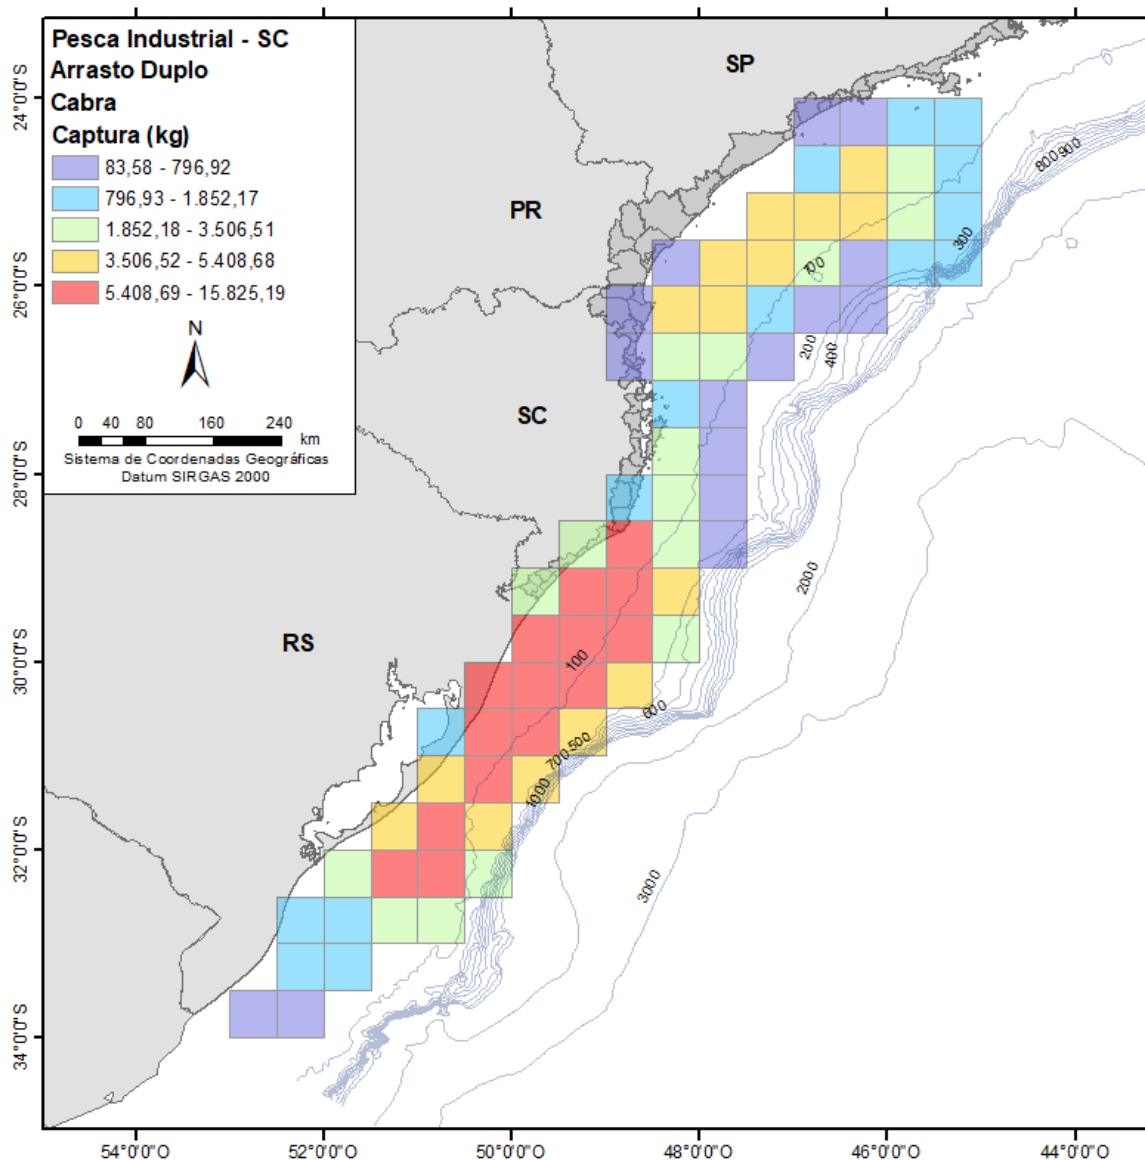 Pesca Industrial - SC
Arrasto Duplo
Cabra
Captura (kg)
83,58 - 796,92
796,93 - 1.852,17
1.852,18 - 3.506,51
3.506,52 - 5.408,68
5.408,69 - 15.825,19
N
0 40 80 160 240
km
Sistema de Coordenadas Geográficas
Datum SIRGAS 2000
SP
PR
SC
RS
800
900
300
100
200
400
2000
100
600
700
500
1000
3000
24°0'0"S
26°0'0"S
28°0'0"S
30°0'0"S
32°0'0"S
34°0'0"S
54°0'0"O
52°0'0"O
50°0'0"O
48°0'0"O
46°0'0"O
44°0'0"O